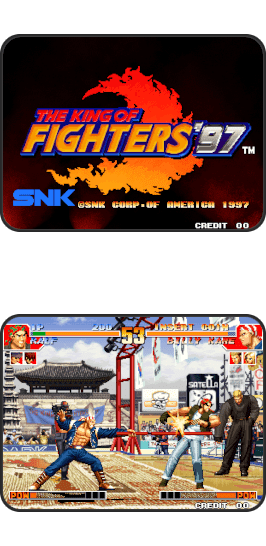 THE KING OF
FIGHTERS '97 TM
SNK ©SNK CORP. OF AMERICA 1997
CREDIT 00
1P 200 53 INSERT COIN
RALF BILLY KANE
SATELLA
POW POW
CREDIT 00